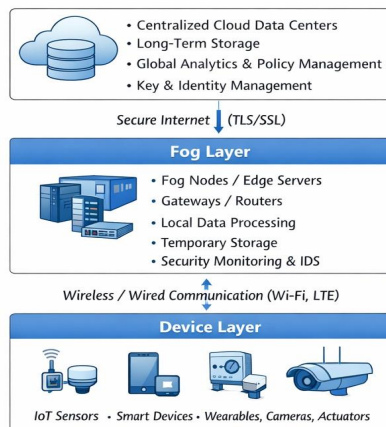 • Centralized Cloud Data Centers
• Long-Term Storage
• Global Analytics & Policy Management
• Key & Identity Management
Secure Internet (TLS/SSL)
Fog Layer
• Fog Nodes / Edge Servers
• Gateways / Routers
• Local Data Processing
• Temporary Storage
• Security Monitoring & IDS
Wireless / Wired Communication (Wi-Fi, LTE)
Device Layer
IoT Sensors • Smart Devices • Wearables, Cameras, Actuators